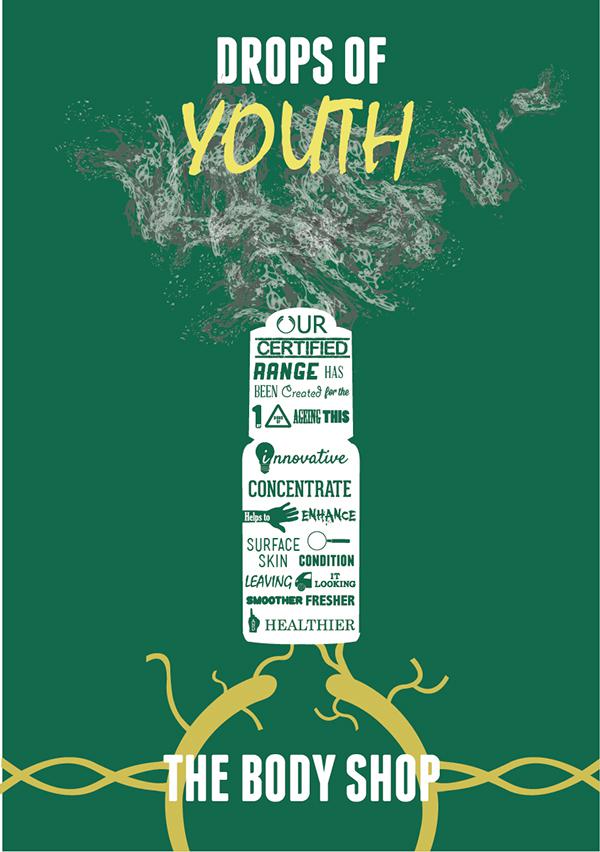 DROPS OF
YOUTH
OUR
CERTIFIED
RANGE HAS
BEEN Created for the
1 AGEING THIS
innovative
CONCENTRATE
Helps to ENHANCE
SURFACE
SKIN CONDITION
LEAVING IT
LOOKING
SMOOTHER FRESHER
HEALTHIER
THE BODY SHOP